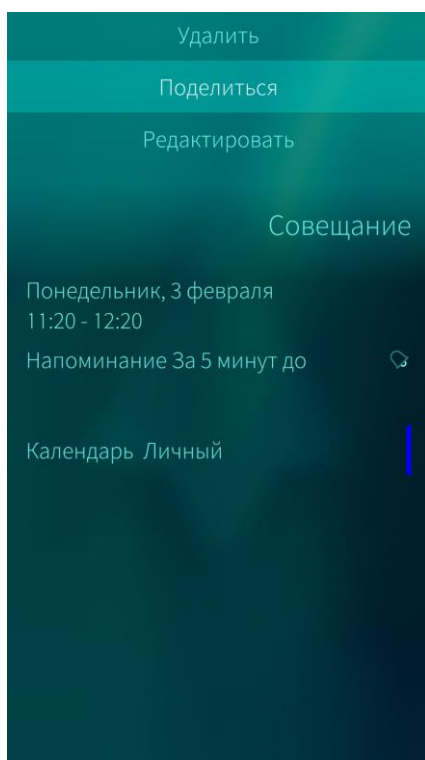 Удалить
Поделиться
Редактировать
Совещание
Понедельник, 3 февраля
11:20 - 12:20
Напоминание За 5 минут до
Календарь Личный